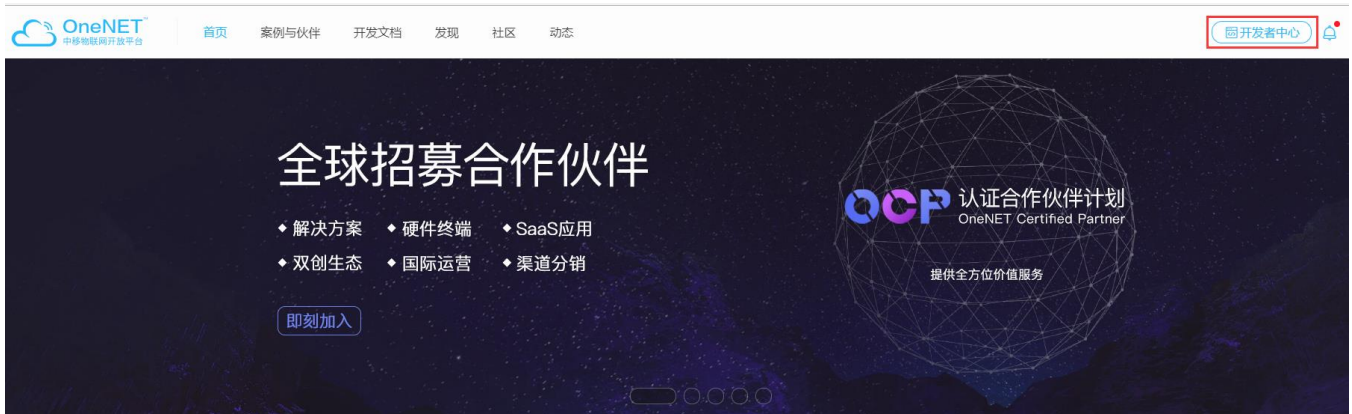 OneNET
中移物联网开放平台
首页 案例与伙伴 开发文档 发现 社区 动态 开发者中心
全球招募合作伙伴
◆ 解决方案 ◆ 硬件终端 ◆ SaaS应用
◆ 双创生态 ◆ 国际运营 ◆ 渠道分销
即刻加入
OCP 认证合作伙伴计划
OneNET Certified Partner
提供全方位价值服务